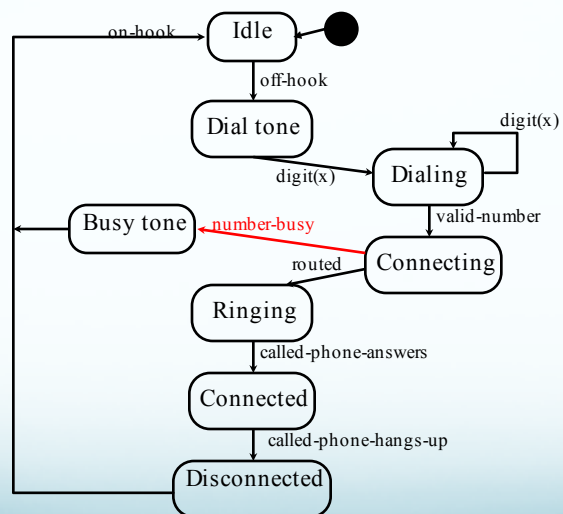 Idle
on-hook
off-hook
Dial tone
digit(x)
digit(x)
Dialing
valid-number
Busy tone
number-busy
Connecting
routed
Ringing
called-phone-answers
Connected
called-phone-hangs-up
Disconnected